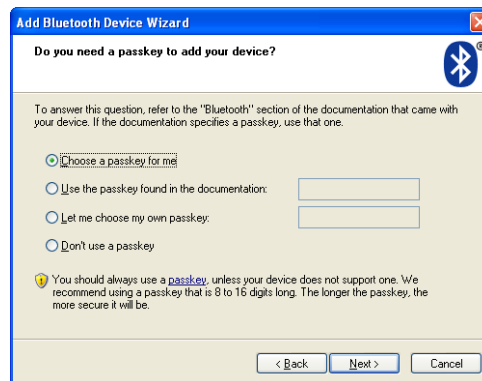 Add Bluetooth Device Wizard
Do you need a passkey to add your device?
To answer this question, refer to the "Bluetooth" section of the documentation that came with
your device. If the documentation specifies a passkey, use that one.
Choose a passkey for me
Use the passkey found in the documentation:
Let me choose my own passkey:
Don't use a passkey
You should always use a passkey, unless your device does not support one. We
recommend using a passkey that is 8 to 16 digits long. The longer the passkey, the
more secure it will be.
< Back Next > Cancel